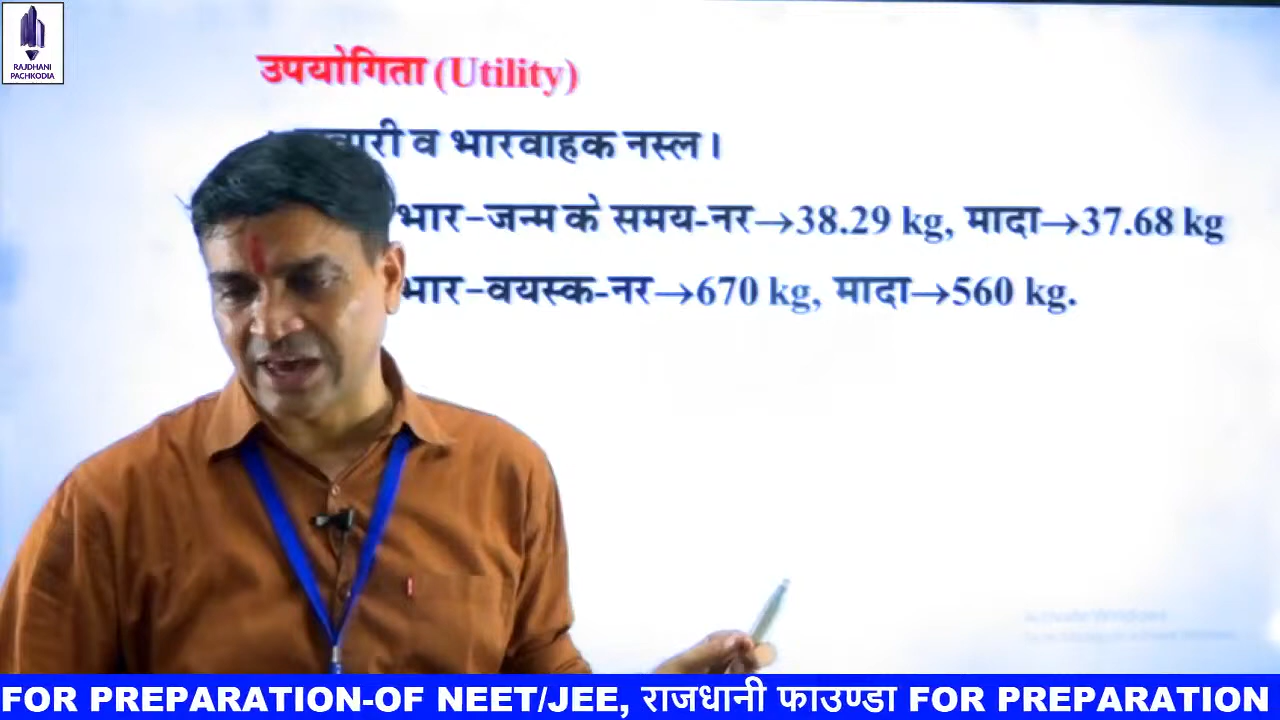 RAJDHANI
PACHKODIA
उपयोगिता (Utility)
व भारवाहक नस्ल।
भार-जन्म के समय-नर→38.29 kg, मादा→37.68 kg
भार-वयस्क-नर→670 kg, मादा→560 kg.
FOR PREPARATION-OF NEET/JEE, राजधानी फाउण्डा FOR PREPARATION